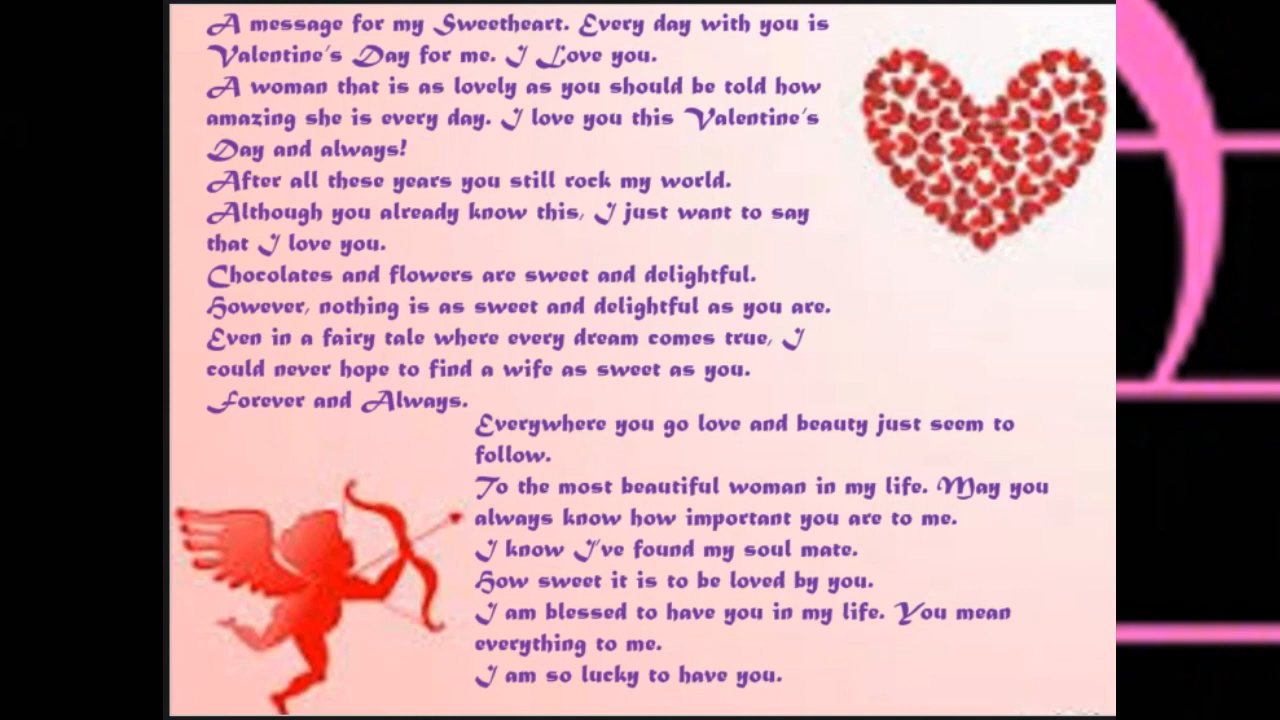 A message for my Sweetheart. Every day with you is
Valentine's Day for me. I Love you.
A woman that is as lovely as you should be told how
amazing she is every day. I love you this Valentine's
Day and always!
After all these years you still rock my world.
Although you already know this, I just want to say
that I love you.
Chocolates and flowers are sweet and delightful.
However, nothing is as sweet and delightful as you are.
Even in a fairy tale where every dream comes true, I
could never hope to find a wife as sweet as you.
Forever and Always.
Everywhere you go love and beauty just seem to
follow.
To the most beautiful woman in my life. May you
always know how important you are to me.
I know I've found my soul mate.
How sweet it is to be loved by you.
I am blessed to have you in my life. You mean
everything to me.
I am so lucky to have you.